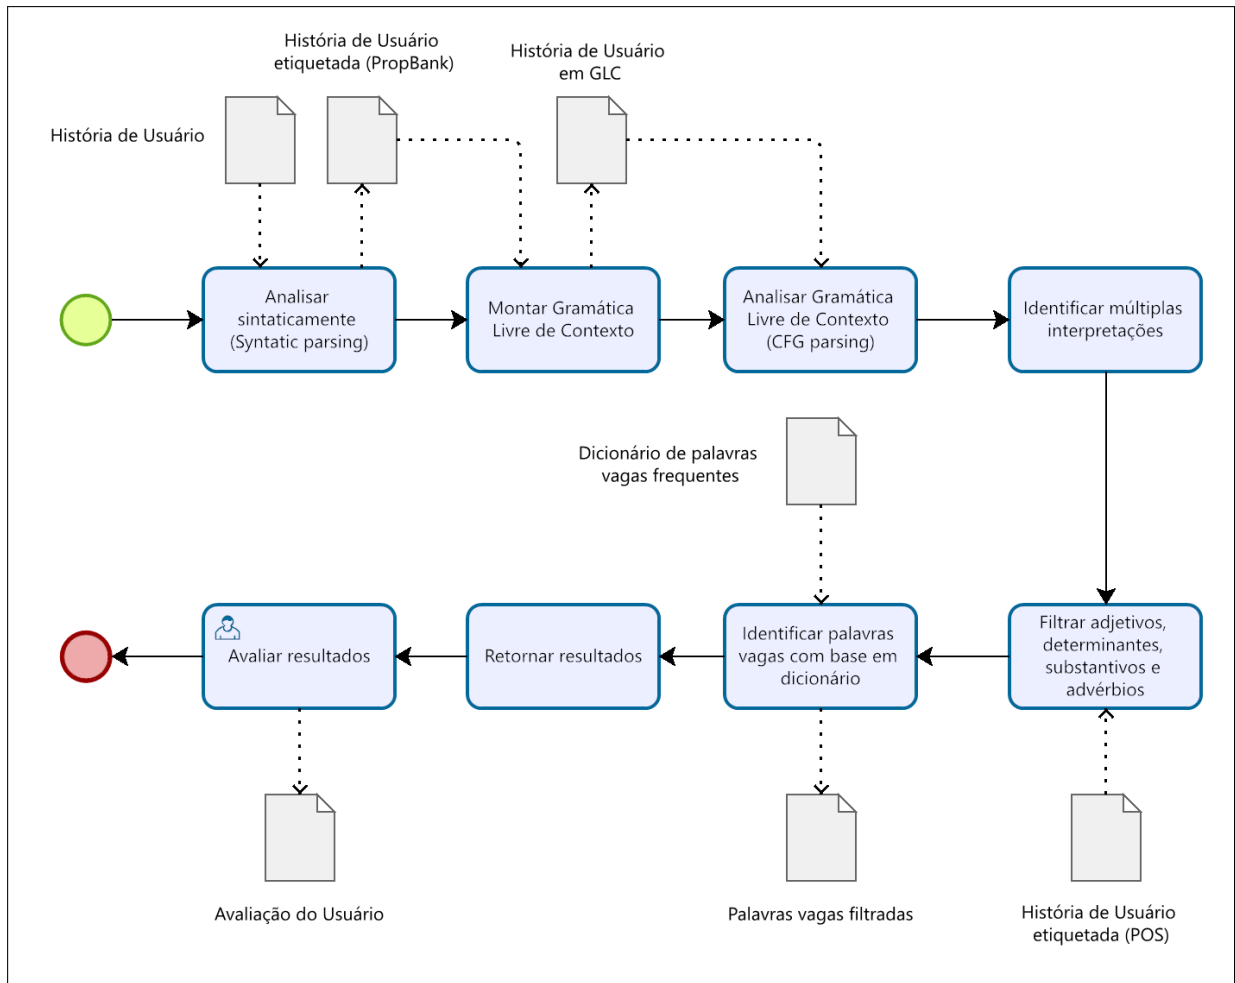 História de Usuário
etiquetada (PropBank)
História de Usuário
em GLC
História de Usuário
Analisar
sintaticamente
(Syntatic parsing)
Montar Gramática
Livre de Contexto
Analisar Gramática
Livre de Contexto
(CFG parsing)
Identificar múltiplas
interpretações
Dicionário de palavras
vagas frequentes
Avaliar resultados
Retornar resultados
Identificar palavras
vagas com base em
dicionário
Filtrar adjetivos,
determinantes,
substantivos e
advérbios
Avaliação do Usuário
Palavras vagas filtradas
História de Usuário
etiquetada (POS)